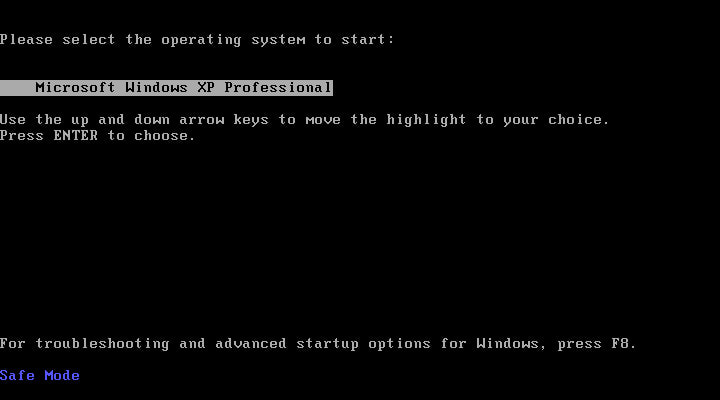 Please select the operating system to start:
Microsoft Windows XP Professional
Use the up and down arrow keys to move the highlight to your choice.
Press ENTER to choose.
For troubleshooting and advanced startup options for Windows, press F8.
Safe Mode